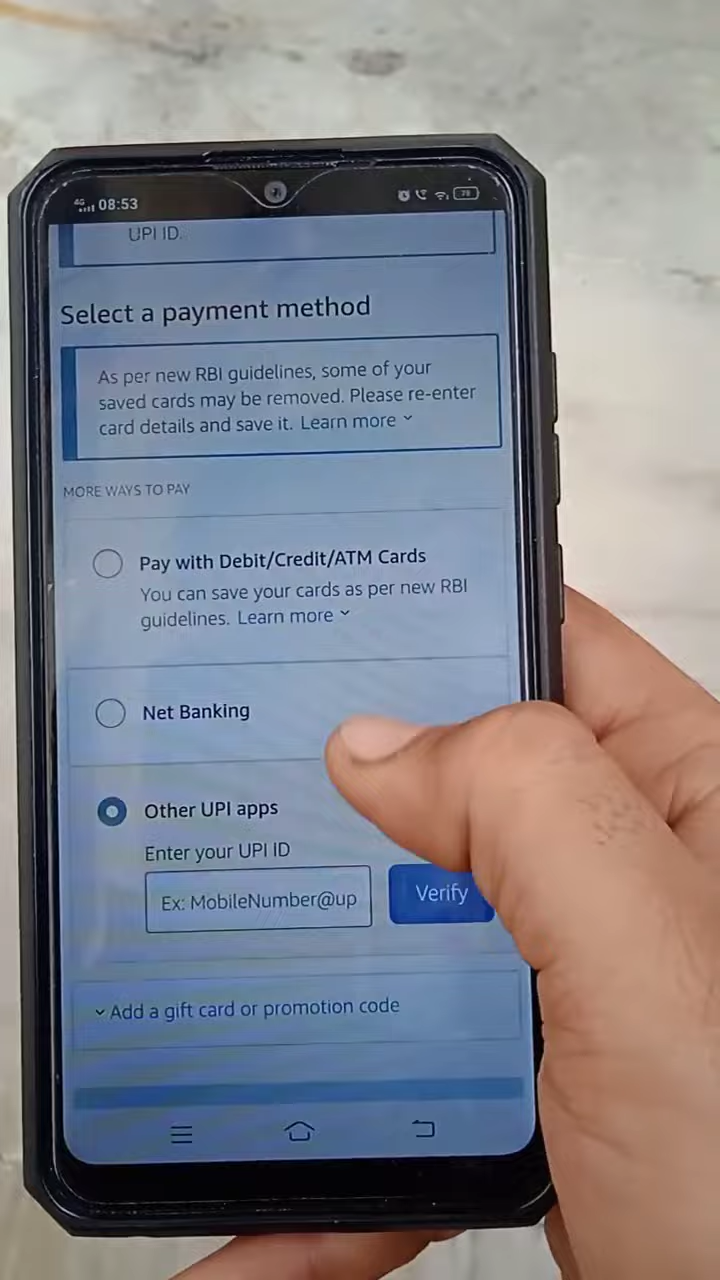 4G 08:53
78
UPI ID.
Select a payment method
As per new RBI guidelines, some of your
saved cards may be removed. Please re-enter
card details and save it. Learn more
MORE WAYS TO PAY
Pay with Debit/Credit/ATM Cards
You can save your cards as per new RBI
guidelines. Learn more
Net Banking
Other UPI apps
Enter your UPI ID
Ex: MobileNumber@up
Verify
Add a gift card or promotion code